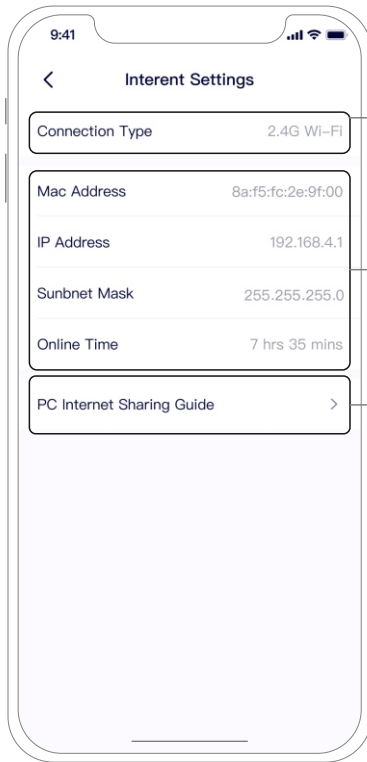 9:41
Interent Settings
Connection Type 2.4G Wi-Fi
Mac Address 8a:f5:fc:2e:9f:00
IP Address 192.168.4.1
Sunbnet Mask 255.255.255.0
Online Time 7 hrs 35 mins
PC Internet Sharing Guide